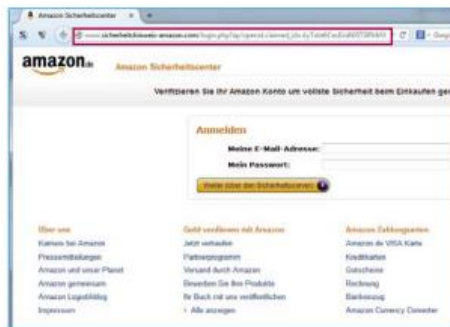 Amazon Sicherheitscenter
amazon.de
Amazon Sicherheitscenter
Verifizieren Sie Ihr Amazon Konto um vollste Sicherheit beim Einkaufen
Anmelden
Meine E-Mail-Adresse:
Mein Passwort:
Weiter über den Sicherheitsserver
Über uns
Geld verdienen mit Amazon
Amazon Zahlungsarten
Karriere bei Amazon
Jetzt verkaufen
Amazon.de VISA Karte
Pressemitteilungen
Partnerprogramm
Kreditkarten
Amazon und unser Planet
Versand durch Amazon
Gutscheine
Amazon gemeinsam
Bewerben Sie Ihre Produkte
Rechnung
Amazon Logistikblog
Ihr Buch mit uns veröffentlichen
Bankeinzug
Impressum
Alle anzeigen
Amazon Currency Converter